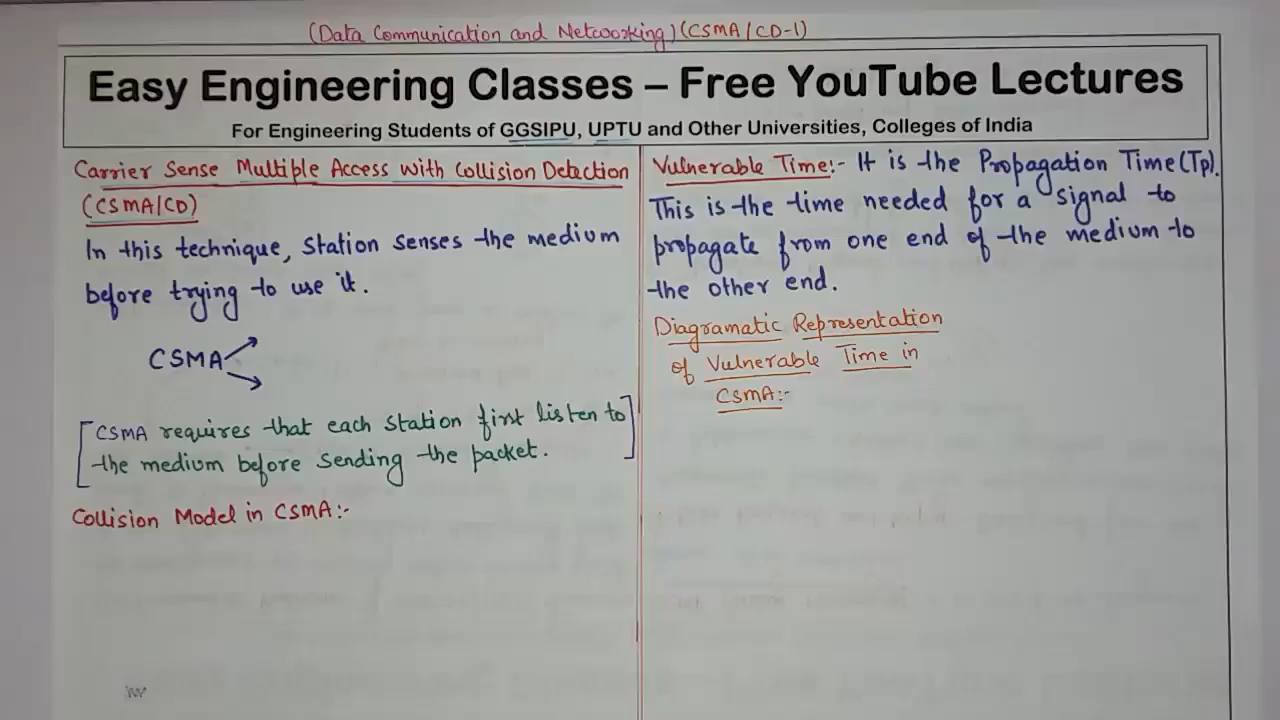 (Data Communication and Networking) (CSMA/CD-1)
Easy Engineering Classes – Free YouTube Lectures
For Engineering Students of GGSIPU, UPTU and Other Universities, Colleges of India
Carrier Sense Multiple Access with Collision Detection
(CSMA/CD)
In this technique, Station senses the medium
before trying to use it.
CSMA
[CSMA requires that each station first listen to
the medium before sending the packet.]
Collision Model in CSMA:-
Vulnerable Time:- It is the Propagation Time(Tp).
This is the time needed for a signal to
propagate from one end of the medium to
the other end.
Diagramatic Representation
of Vulnerable Time in
CSMA:-